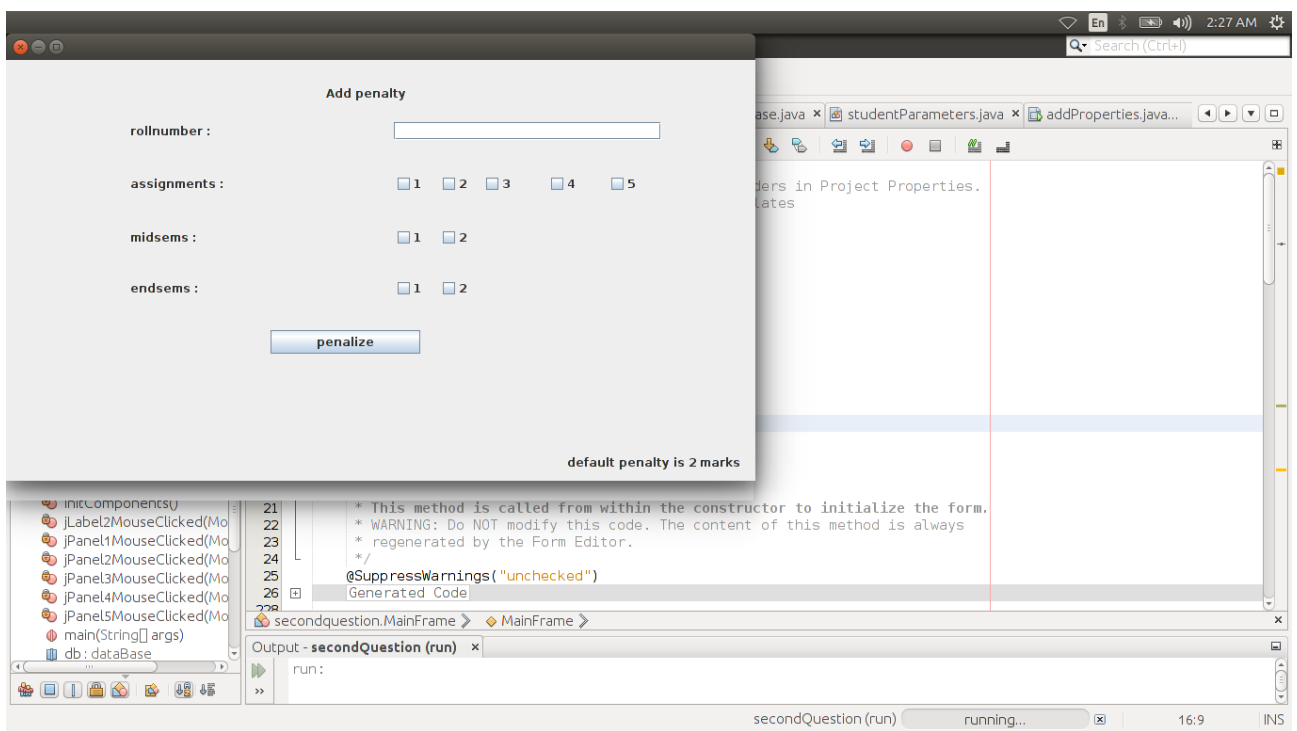 En 2:27 AM
Search (Ctrl+I)
Add penalty
rollnumber :
assignments : 1 2 3 4 5
midsems : 1 2
endsems : 1 2
penalize
default penalty is 2 marks
ase.java studentParameters.java addProperties.java...
ders in Project Properties.
lates
initComponents()
jLabel2MouseClicked(Mo
jPanel1MouseClicked(Mo
jPanel2MouseClicked(Mo
jPanel3MouseClicked(Mo
jPanel4MouseClicked(Mo
jPanel5MouseClicked(Mo
main(String[] args)
db : dataBase
21 * This method is called from within the constructor to initialize the form.
22 * WARNING: Do NOT modify this code. The content of this method is always
23 * regenerated by the Form Editor.
24 */
25 @SuppressWarnings("unchecked")
26 Generated Code
228
secondquestion.MainFrame MainFrame
Output - secondQuestion (run)
run:
secondQuestion (run) running... 16:9 INS